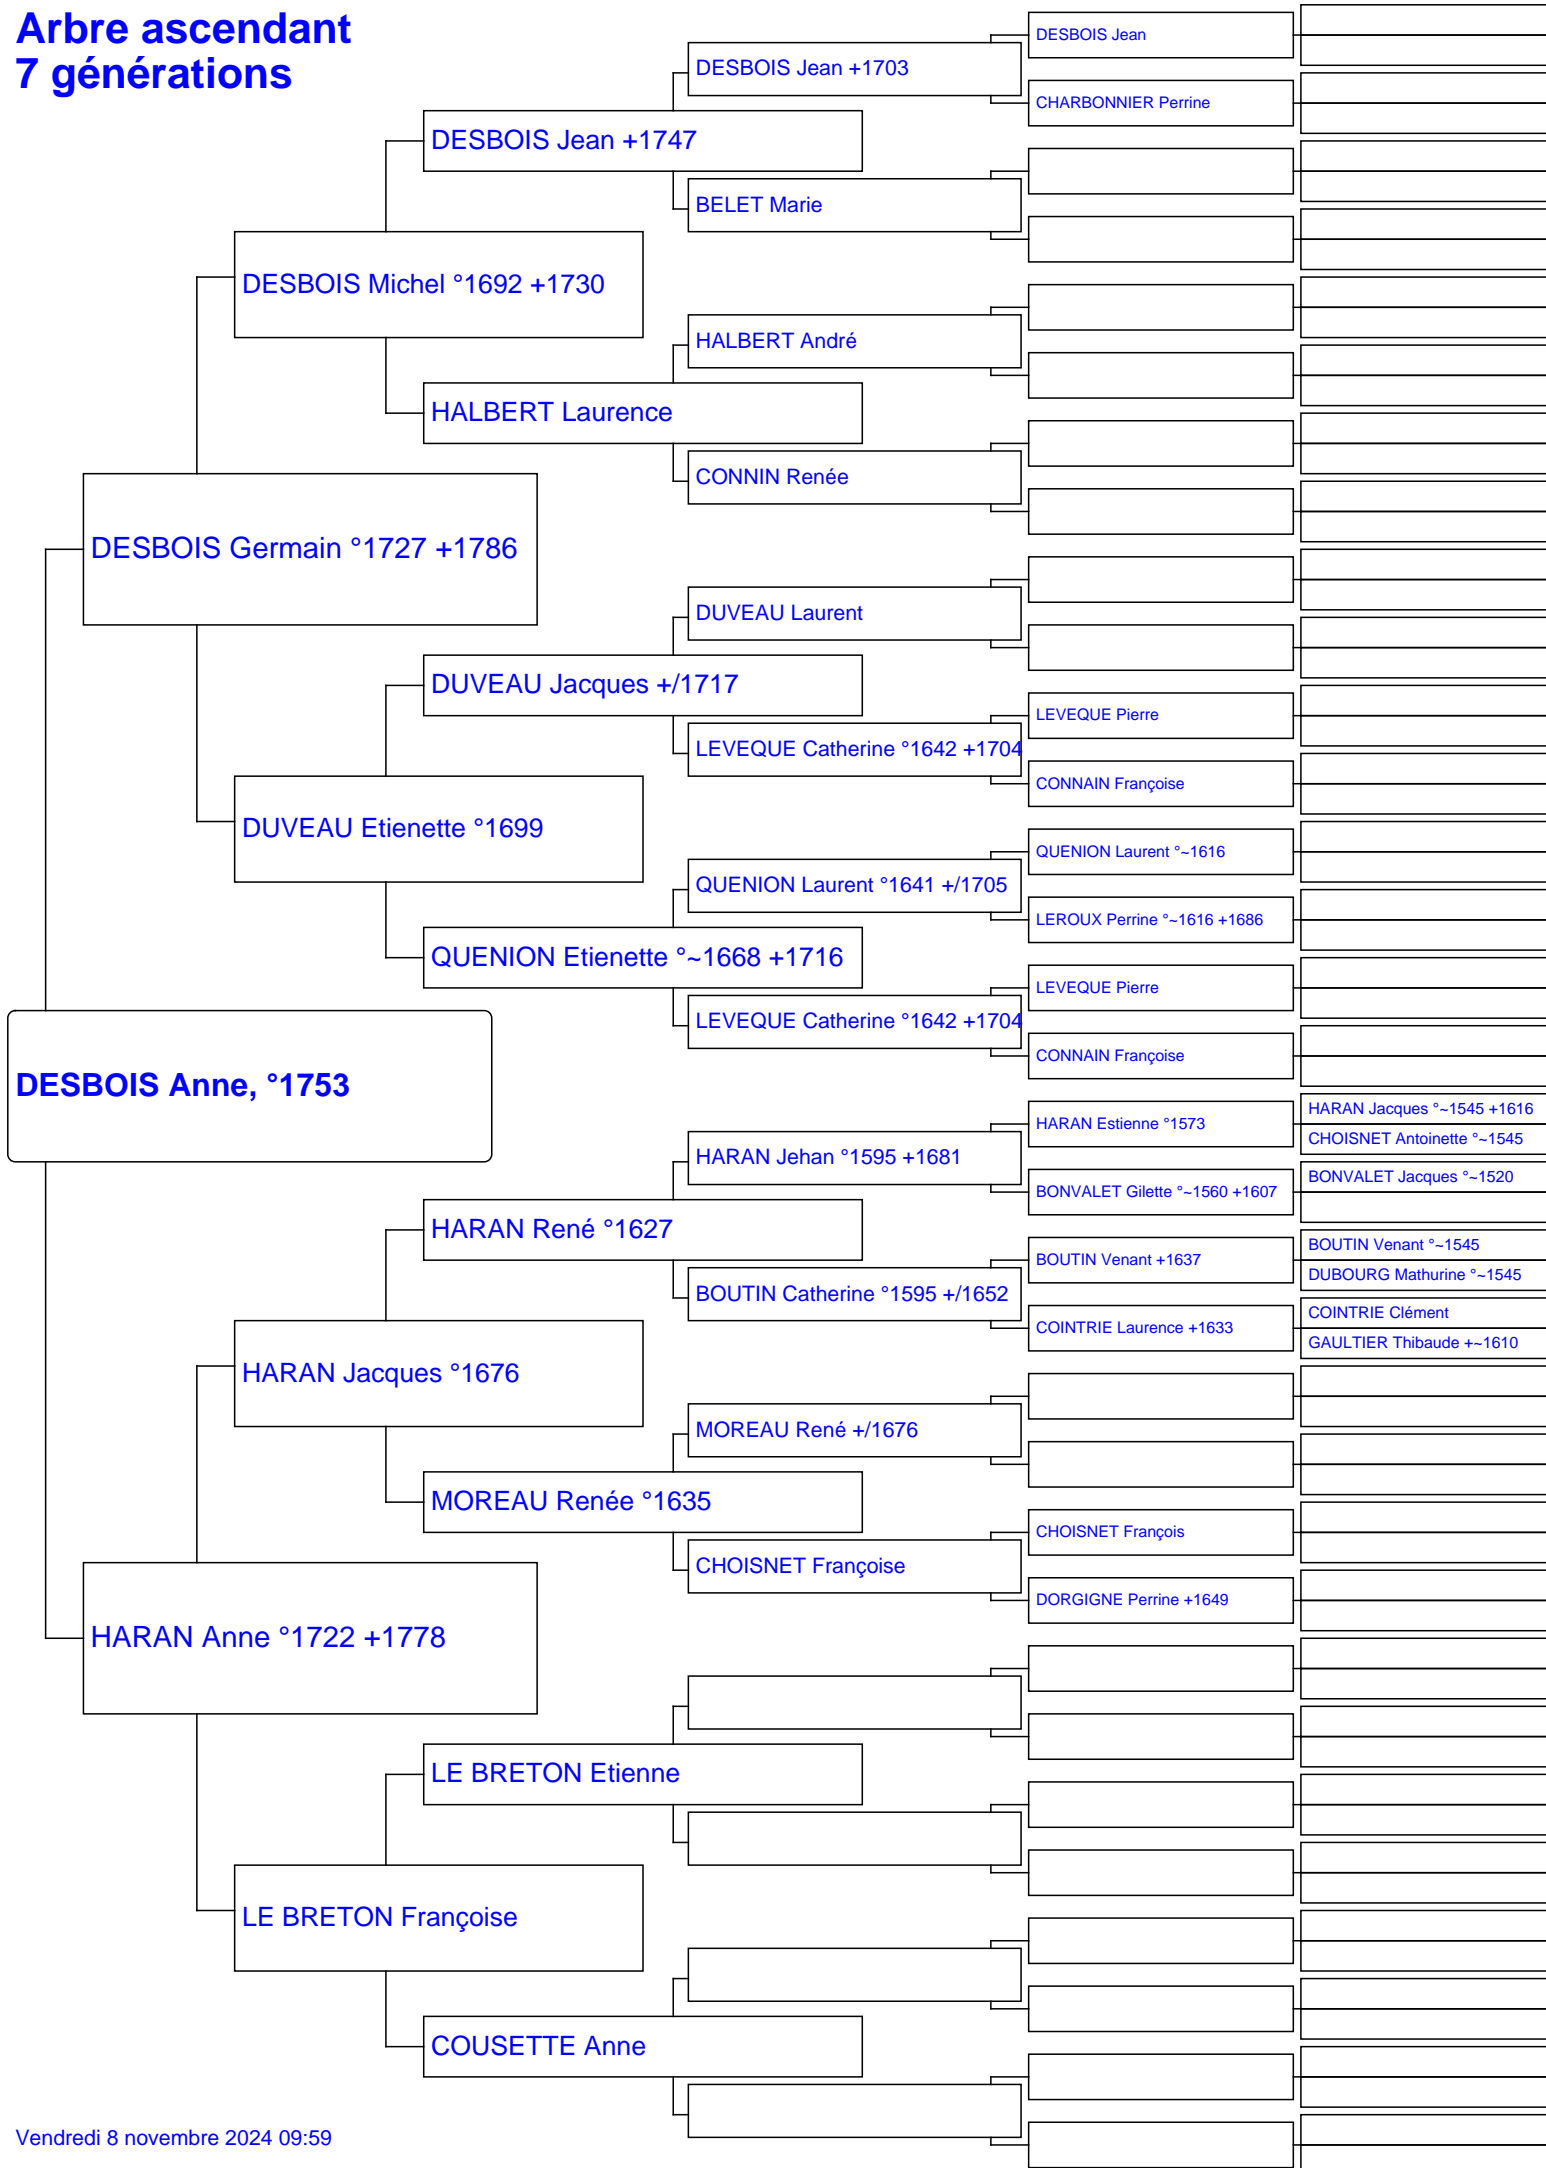 Arbre ascendant
7 générations
DESBOIS Jean
DESBOIS Jean +1703
CHARBONNIER Perrine
DESBOIS Jean +1747
BELET Marie
DESBOIS Michel °1692 +1730
HALBERT André
HALBERT Laurence
CONNIN Renée
DESBOIS Germain °1727 +1786
DUVEAU Laurent
DUVEAU Jacques +/1717
LEVEQUE Pierre
LEVEQUE Catherine °1642 +1704
CONNAIN Françoise
DUVEAU Etienette °1699
QUENION Laurent °~1616
QUENION Laurent °1641 +/1705
LEROUX Perrine °~1616 +1686
QUENION Etienette °~1668 +1716
LEVEQUE Pierre
LEVEQUE Catherine °1642 +1704
CONNAIN Françoise
DESBOIS Anne, °1753
HARAN Jacques °~1545 +1616
HARAN Estienne °1573
CHOISNET Antoinette °~1545
HARAN Jehan °1595 +1681
BONVALET Jacques °~1520
BONVALET Gilette °~1560 +1607
HARAN René °1627
BOUTIN Venant °~1545
BOUTIN Venant +1637
DUBOURG Mathurine °~1545
BOUTIN Catherine °1595 +/1652
COINTRIE Clément
COINTRIE Laurence +1633
GAULTIER Thibaude +~1610
HARAN Jacques °1676
MOREAU René +/1676
MOREAU Renée °1635
CHOISNET François
CHOISNET Françoise
DORGIGNE Perrine +1649
HARAN Anne °1722 +1778
LE BRETON Etienne
LE BRETON Françoise
COUSETTE Anne
Vendredi 8 novembre 2024 09:59